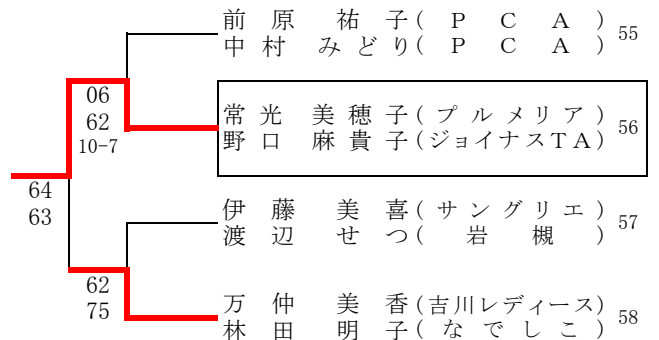 前原 祐子(PCA) 55
中村 みどり(PCA)
06
62
10-7
常光 美穂子(プルメリア) 56
野口 麻貴子(ジョイナスTA)
64
63
伊藤 美喜(サングリエ) 57
渡辺 せつ(岩槻)
62
75
万仲 美香(吉川レディース) 58
林田 明子(なでしこ)